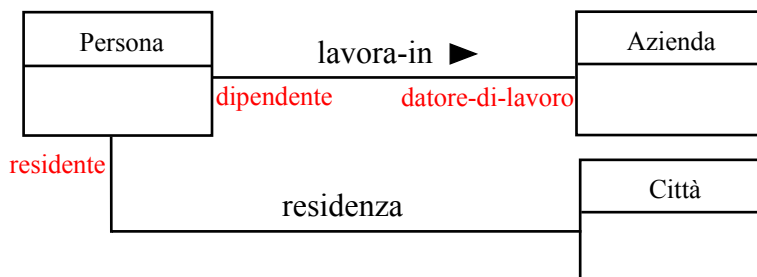 Persona
lavora-in
Azienda
dipendente
datore-di-lavoro
residente
residenza
Città